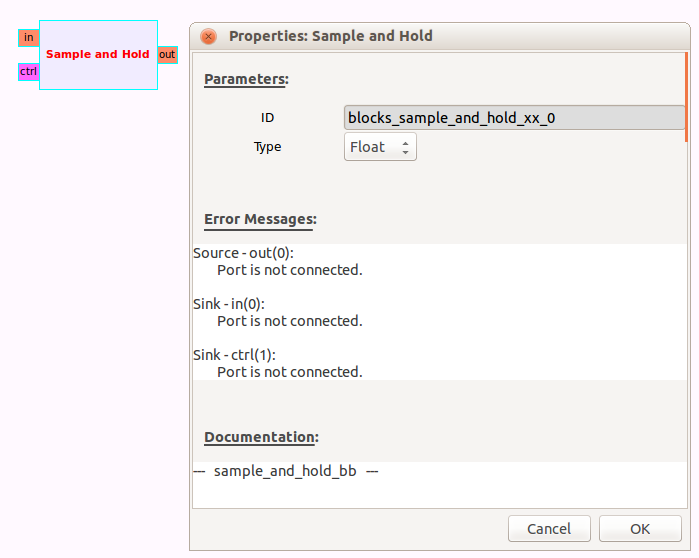 in
Sample and Hold
out
ctrl
Properties: Sample and Hold
Parameters:
ID
blocks_sample_and_hold_xx_0
Type
Float
Error Messages:
Source - out(0):
Port is not connected.
Sink - in(0):
Port is not connected.
Sink - ctrl(1):
Port is not connected.
Documentation:
--- sample_and_hold_bb ---
Cancel
OK